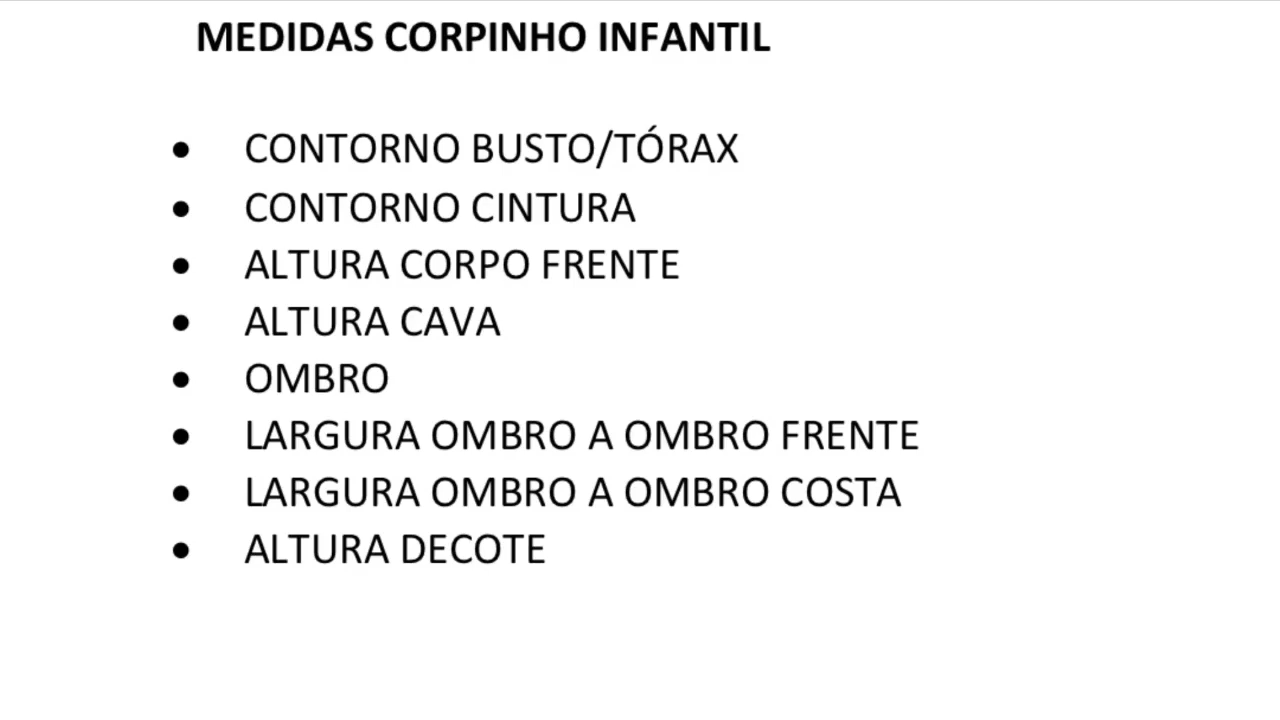 MEDIDAS CORPINHO INFANTIL
• CONTORNO BUSTO/TÓRAX
• CONTORNO CINTURA
• ALTURA CORPO FRENTE
• ALTURA CAVA
• OMBRO
• LARGURA OMBRO A OMBRO FRENTE
• LARGURA OMBRO A OMBRO COSTA
• ALTURA DECOTE